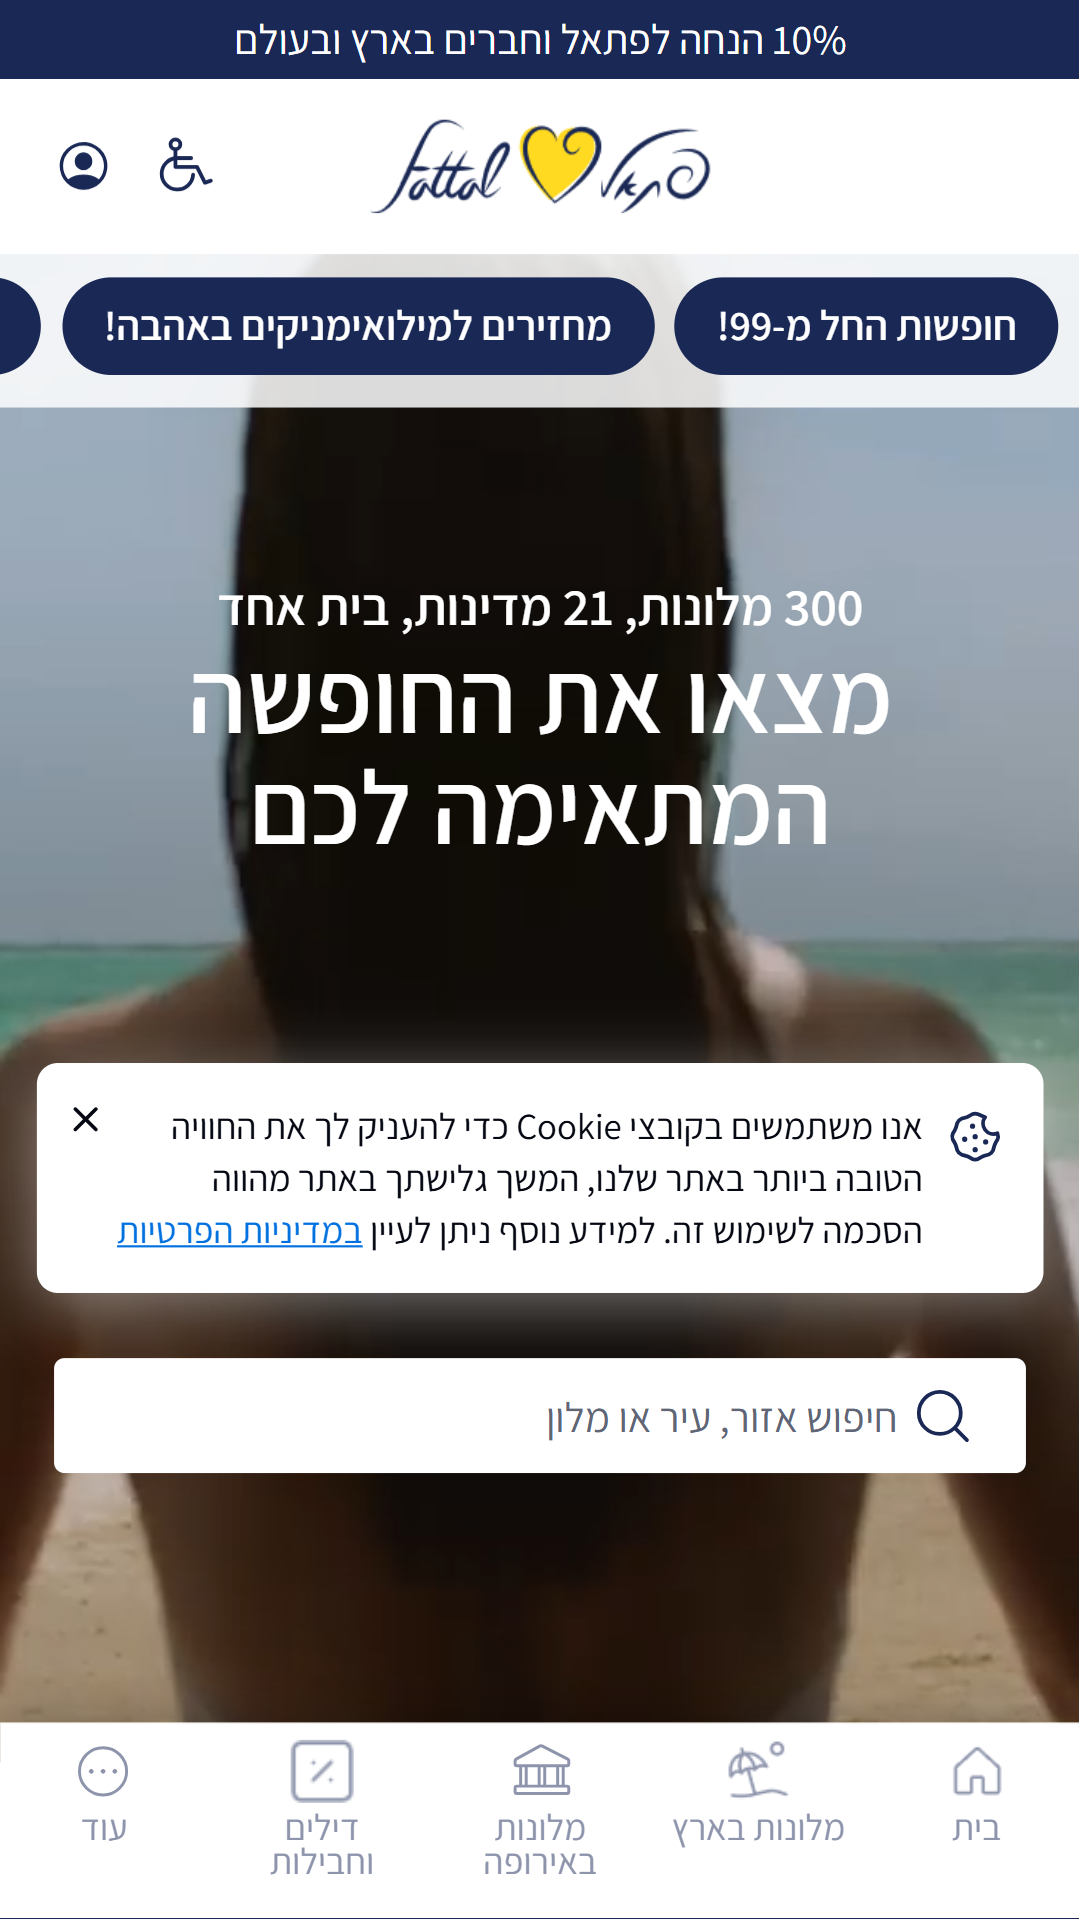 10% הנחה לפתאל וחברים בארץ ובעולם
fattal פתאל
חופשות החל מ-99!
מחזירים למילואימניקים באהבה!
300 מלונות, 21 מדינות, בית אחד
מצאו את החופשה
המתאימה לכם
אנו משתמשים בקובצי Cookie כדי להעניק לך את החוויה
הטובה ביותר באתר שלנו, המשך גלישתך באתר מהווה
הסכמה לשימוש זה. למידע נוסף ניתן לעיין במדיניות הפרטיות
חיפוש אזור, עיר או מלון
בית
מלונות בארץ
מלונות
באירופה
דילים
וחבילות
עוד